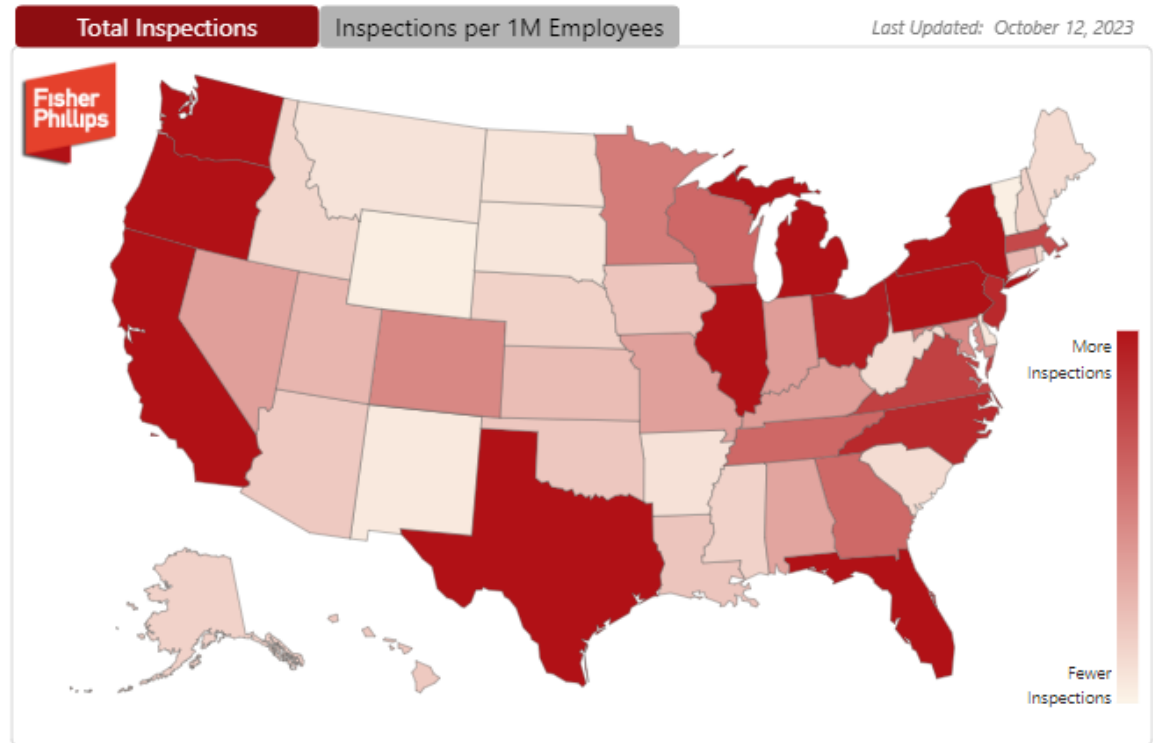 Total Inspections
Inspections per 1M Employees
Last Updated: October 12, 2023
Fisher
Phillips
More
Inspections
Fewer
Inspections